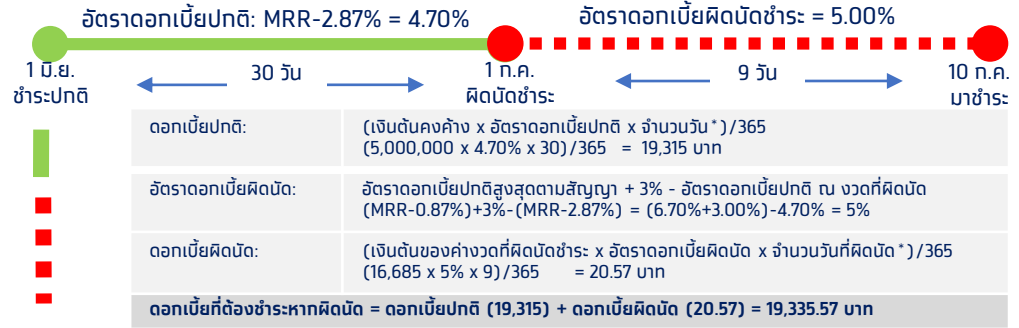 อัตราดอกเบี้ยปกติ: MRR-2.87% = 4.70%
อัตราดอกเบี้ยผิดนัดชำระ = 5.00%
1 มิ.ย.
ชำระปกติ
30 วัน
1 ก.ค.
ผิดนัดชำระ
9 วัน
10 ก.ค.
มาชำระ
ดอกเบี้ยปกติ:
(เงินต้นคงค้าง x อัตราดอกเบี้ยปกติ x จำนวนวัน*)/365
(5,000,000 x 4.70% x 30)/365 = 19,315 บาท
อัตราดอกเบี้ยผิดนัด:
อัตราดอกเบี้ยปกติสูงสุดตามสัญญา + 3% - อัตราดอกเบี้ยปกติ ณ งวดที่ผิดนัด
(MRR-0.87%)+3%-(MRR-2.87%) = (6.70%+3.00%)-4.70% = 5%
ดอกเบี้ยผิดนัด:
(เงินต้นของค่างวดที่ผิดนัดชำระ x อัตราดอกเบี้ยผิดนัด x จำนวนวันที่ผิดนัด*)/365
(16,685 x 5% x 9)/365 = 20.57 บาท
ดอกเบี้ยที่ต้องชำระหากผิดนัด = ดอกเบี้ยปกติ (19,315) + ดอกเบี้ยผิดนัด (20.57) = 19,335.57 บาท